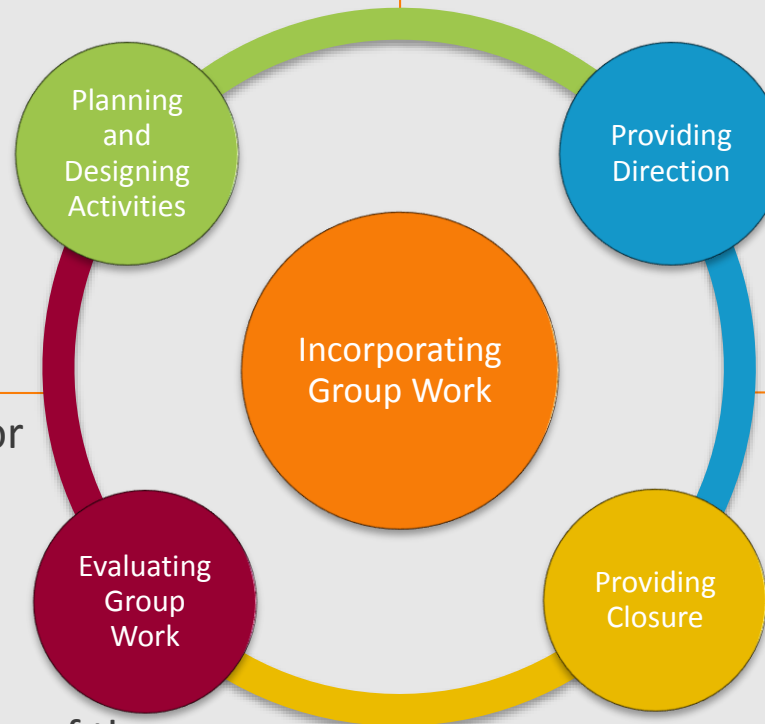 Planning
and
Designing
Activities
Providing
Direction
Incorporating
Group Work
Evaluating
Group
Work
Providing
Closure